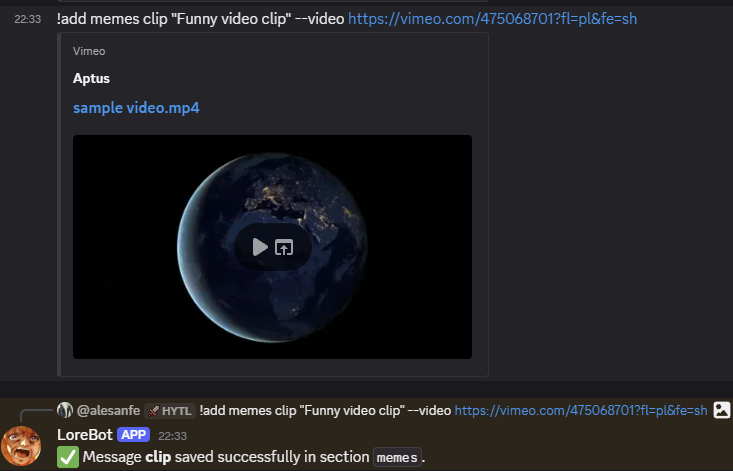 22:33 !add memes clip "Funny video clip" --video https://vimeo.com/475068701?fl=pl&fe=sh
Vimeo
Aptus
sample video.mp4
@alesanfe HYTL !add memes clip "Funny video clip" --video https://vimeo.com/475068701?fl=pl&fe=sh
LoreBot APP 22:33
✅ Message clip saved successfully in section memes.